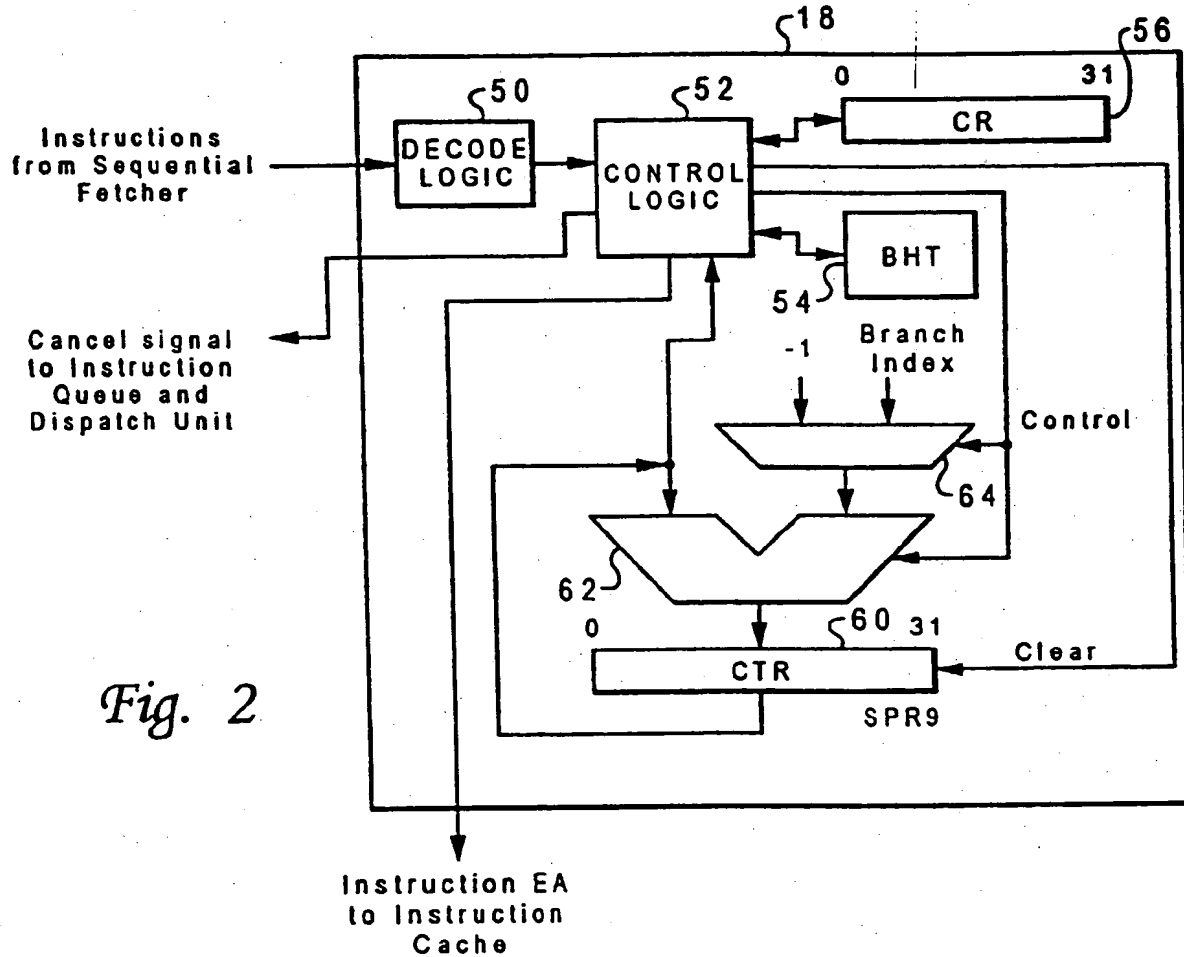 18
56
0 31
50
52
CR
Instructions
from Sequential
Fetcher
DECODE
LOGIC
CONTROL
LOGIC
BHT
54
Cancel signal
to Instruction
Queue and
Dispatch Unit
-1
Branch
Index
Control
64
62
0 60 31
CTR
Clear
SPR9
Fig. 2
Instruction EA
to Instruction
Cache